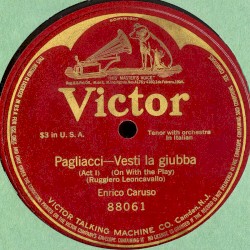 "HIS MASTER'S VOICE"
Victor
$3 in U.S.A.
Tenor with orchestra
in Italian
Pagliacci—Vesti la giubba
(Act I) (On With the Play)
(Ruggiero Leoncavallo)
Enrico Caruso
88061
VICTOR TALKING MACHINE CO. Camden, N.J.